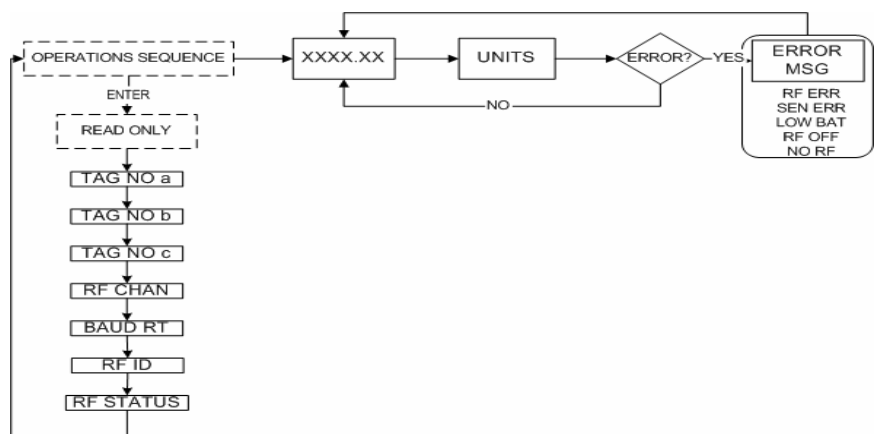 OPERATIONS SEQUENCE
XXXX.XX
UNITS
ERROR?
YES
ERROR
MSG
RF ERR
SEN ERR
LOW BAT
RF OFF
NO RF
NO
ENTER
READ ONLY
TAG NO a
TAG NO b
TAG NO c
RF CHAN
BAUD RT
RF ID
RF STATUS